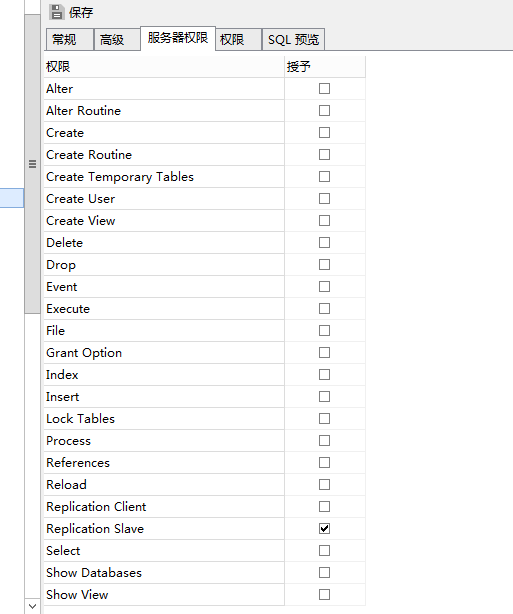 保存
常规 高级 服务器权限 权限 SQL 预览
权限 授予
Alter
Alter Routine
Create
Create Routine
Create Temporary Tables
Create User
Create View
Delete
Drop
Event
Execute
File
Grant Option
Index
Insert
Lock Tables
Process
References
Reload
Replication Client
Replication Slave
Select
Show Databases
Show View